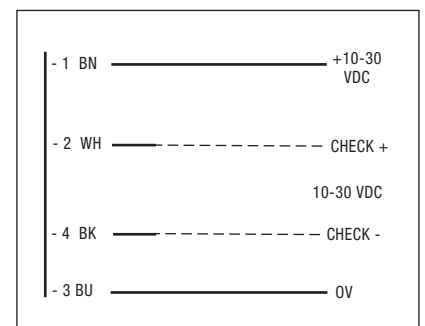 - 1 BN +10-30
VDC
- 2 WH CHECK +
10-30 VDC
- 4 BK CHECK -
- 3 BU 0V